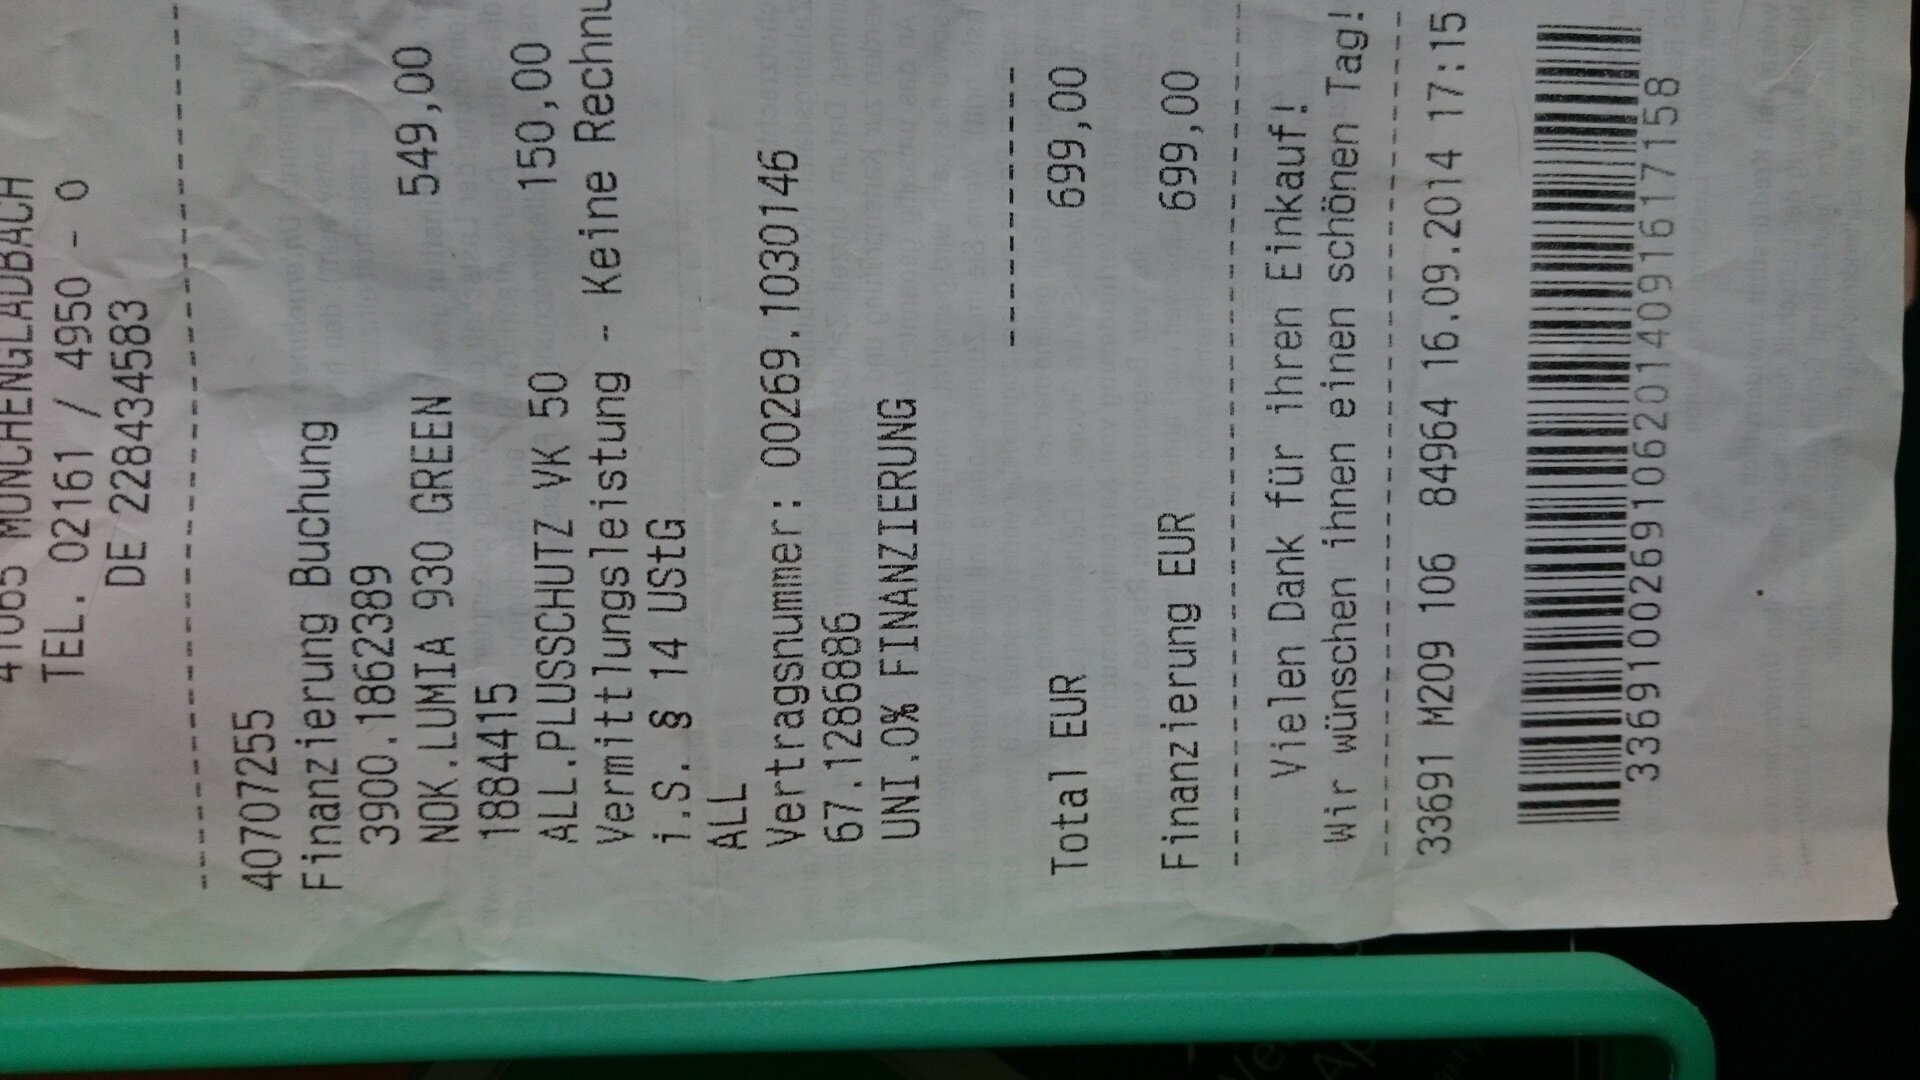 41065 MÖNCHENGLADBACH
TEL. 02161 / 4950 - 0
DE 228434583
40707255
Finanzierung Buchung
3900.1862389
NOK.LUMIA 930 GREEN 549,00
1884415
ALL.PLUSSCHUTZ VK 50 150,00
Vermittlungsleistung -- Keine Rechnu
i.S. § 14 UStG
ALL
Vertragsnummer: 00269.1030146
67.1286886
UNI.0% FINANZIERUNG
Total EUR 699,00
Finanzierung EUR 699,00
Vielen Dank für ihren Einkauf!
Wir wünschen ihnen einen schönen Tag!
33691 M209 106 84964 16.09.2014 17:15
3369100269106201409161717158